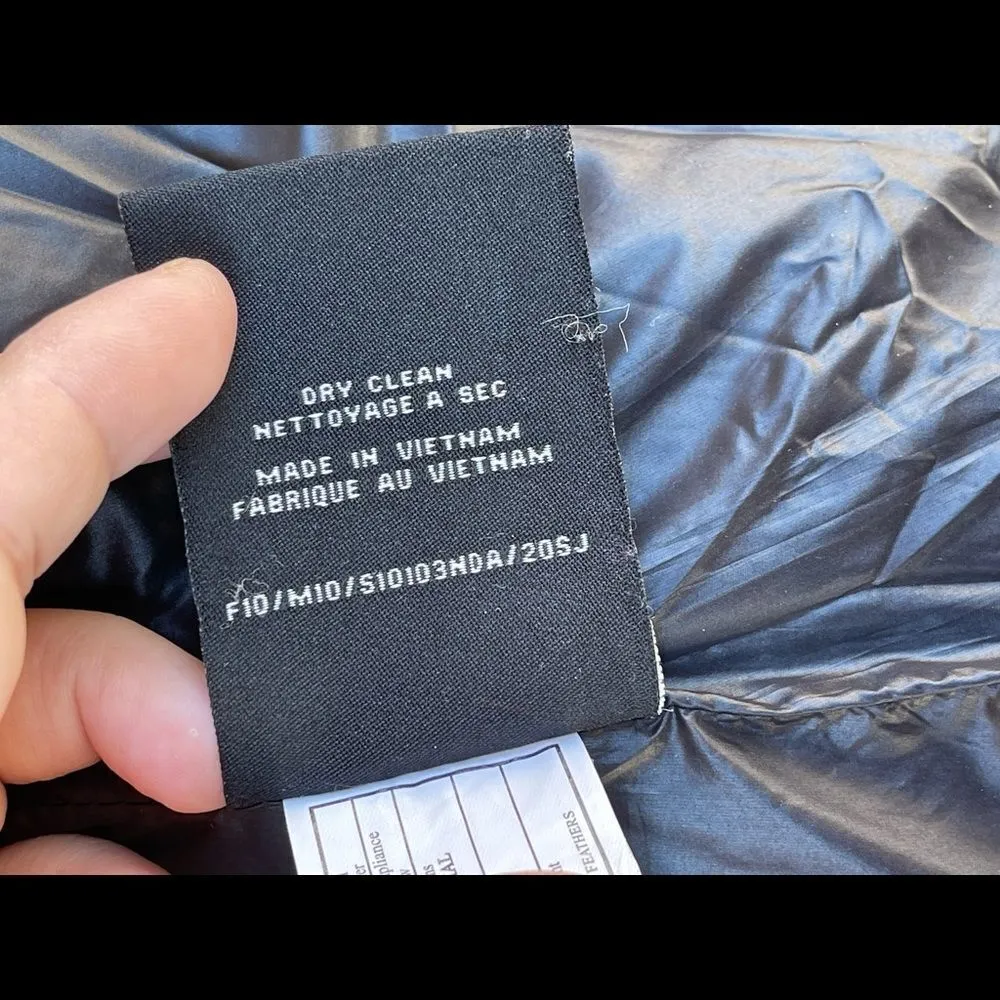 DRY CLEAN
NETTOYAGE A SEC
MADE IN VIETNAM
FABRIQUE AU VIETNAM
F10/M10/S10103NDA/20SJ
FEATHERS